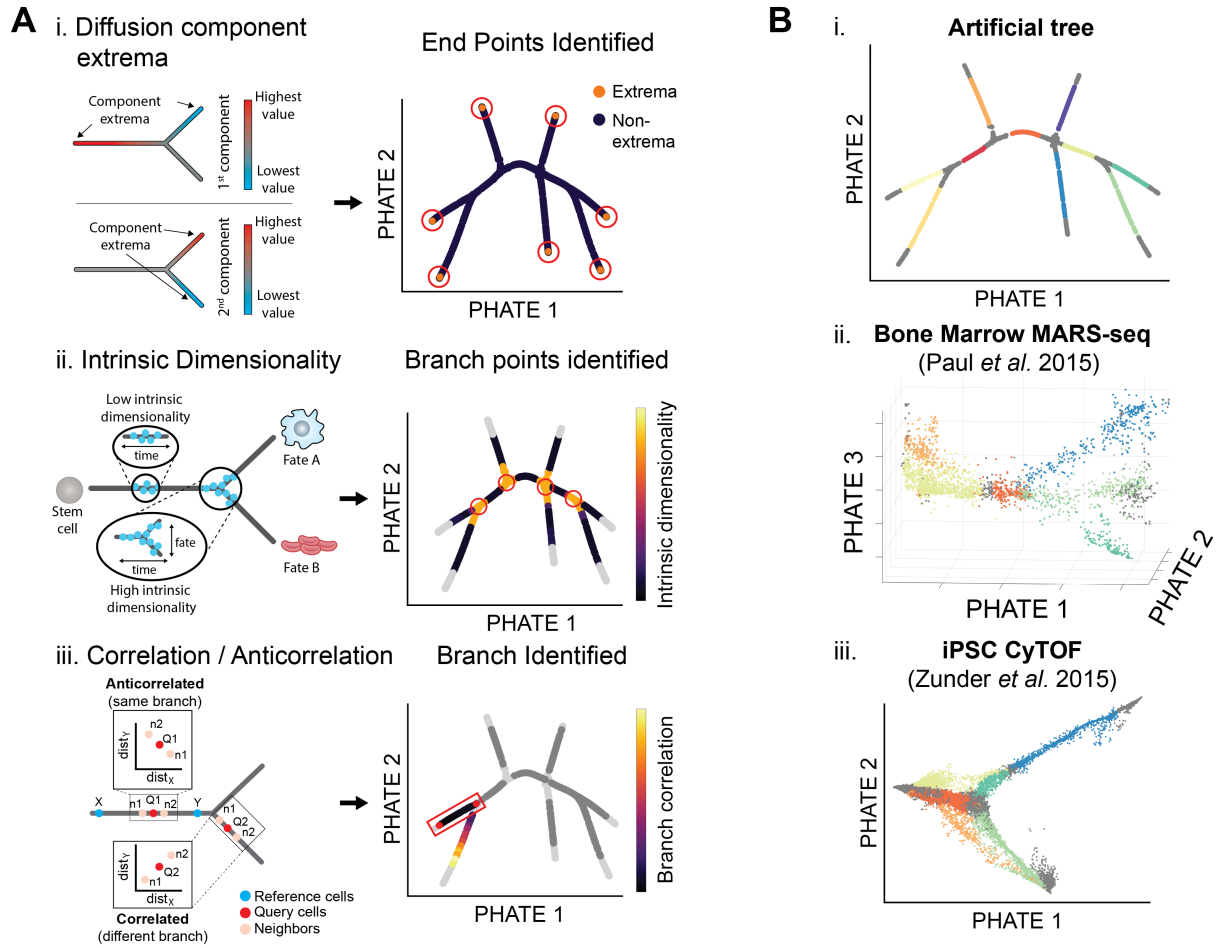 A
i. Diffusion component
extrema
Component
extrema
Highest
value
1st component
Lowest
value
Component
extrema
Highest
value
2nd component
Lowest
value
End Points Identified
Extrema
Non-
extrema
PHATE 2
PHATE 1
ii. Intrinsic Dimensionality
Low intrinsic
dimensionality
time
Stem
cell
Fate A
fate
time
Fate B
High intrinsic
dimensionality
Branch points identified
PHATE 2
PHATE 1
Intrinsic dimensionality
iii. Correlation / Anticorrelation
Anticorrelated
(same branch)
n2
Q1
n1
distY
distX
X
n1
Q1
n2
Y
n1
Q2
n2
n2
Q2
n1
distY
distX
Correlated
(different branch)
Reference cells
Query cells
Neighbors
Branch Identified
PHATE 2
PHATE 1
Branch correlation
B
i.
Artificial tree
PHATE 2
PHATE 1
ii.
Bone Marrow MARS-seq
(Paul et al. 2015)
PHATE 3
PHATE 1
PHATE 2
iii.
iPSC CyTOF
(Zunder et al. 2015)
PHATE 2
PHATE 1